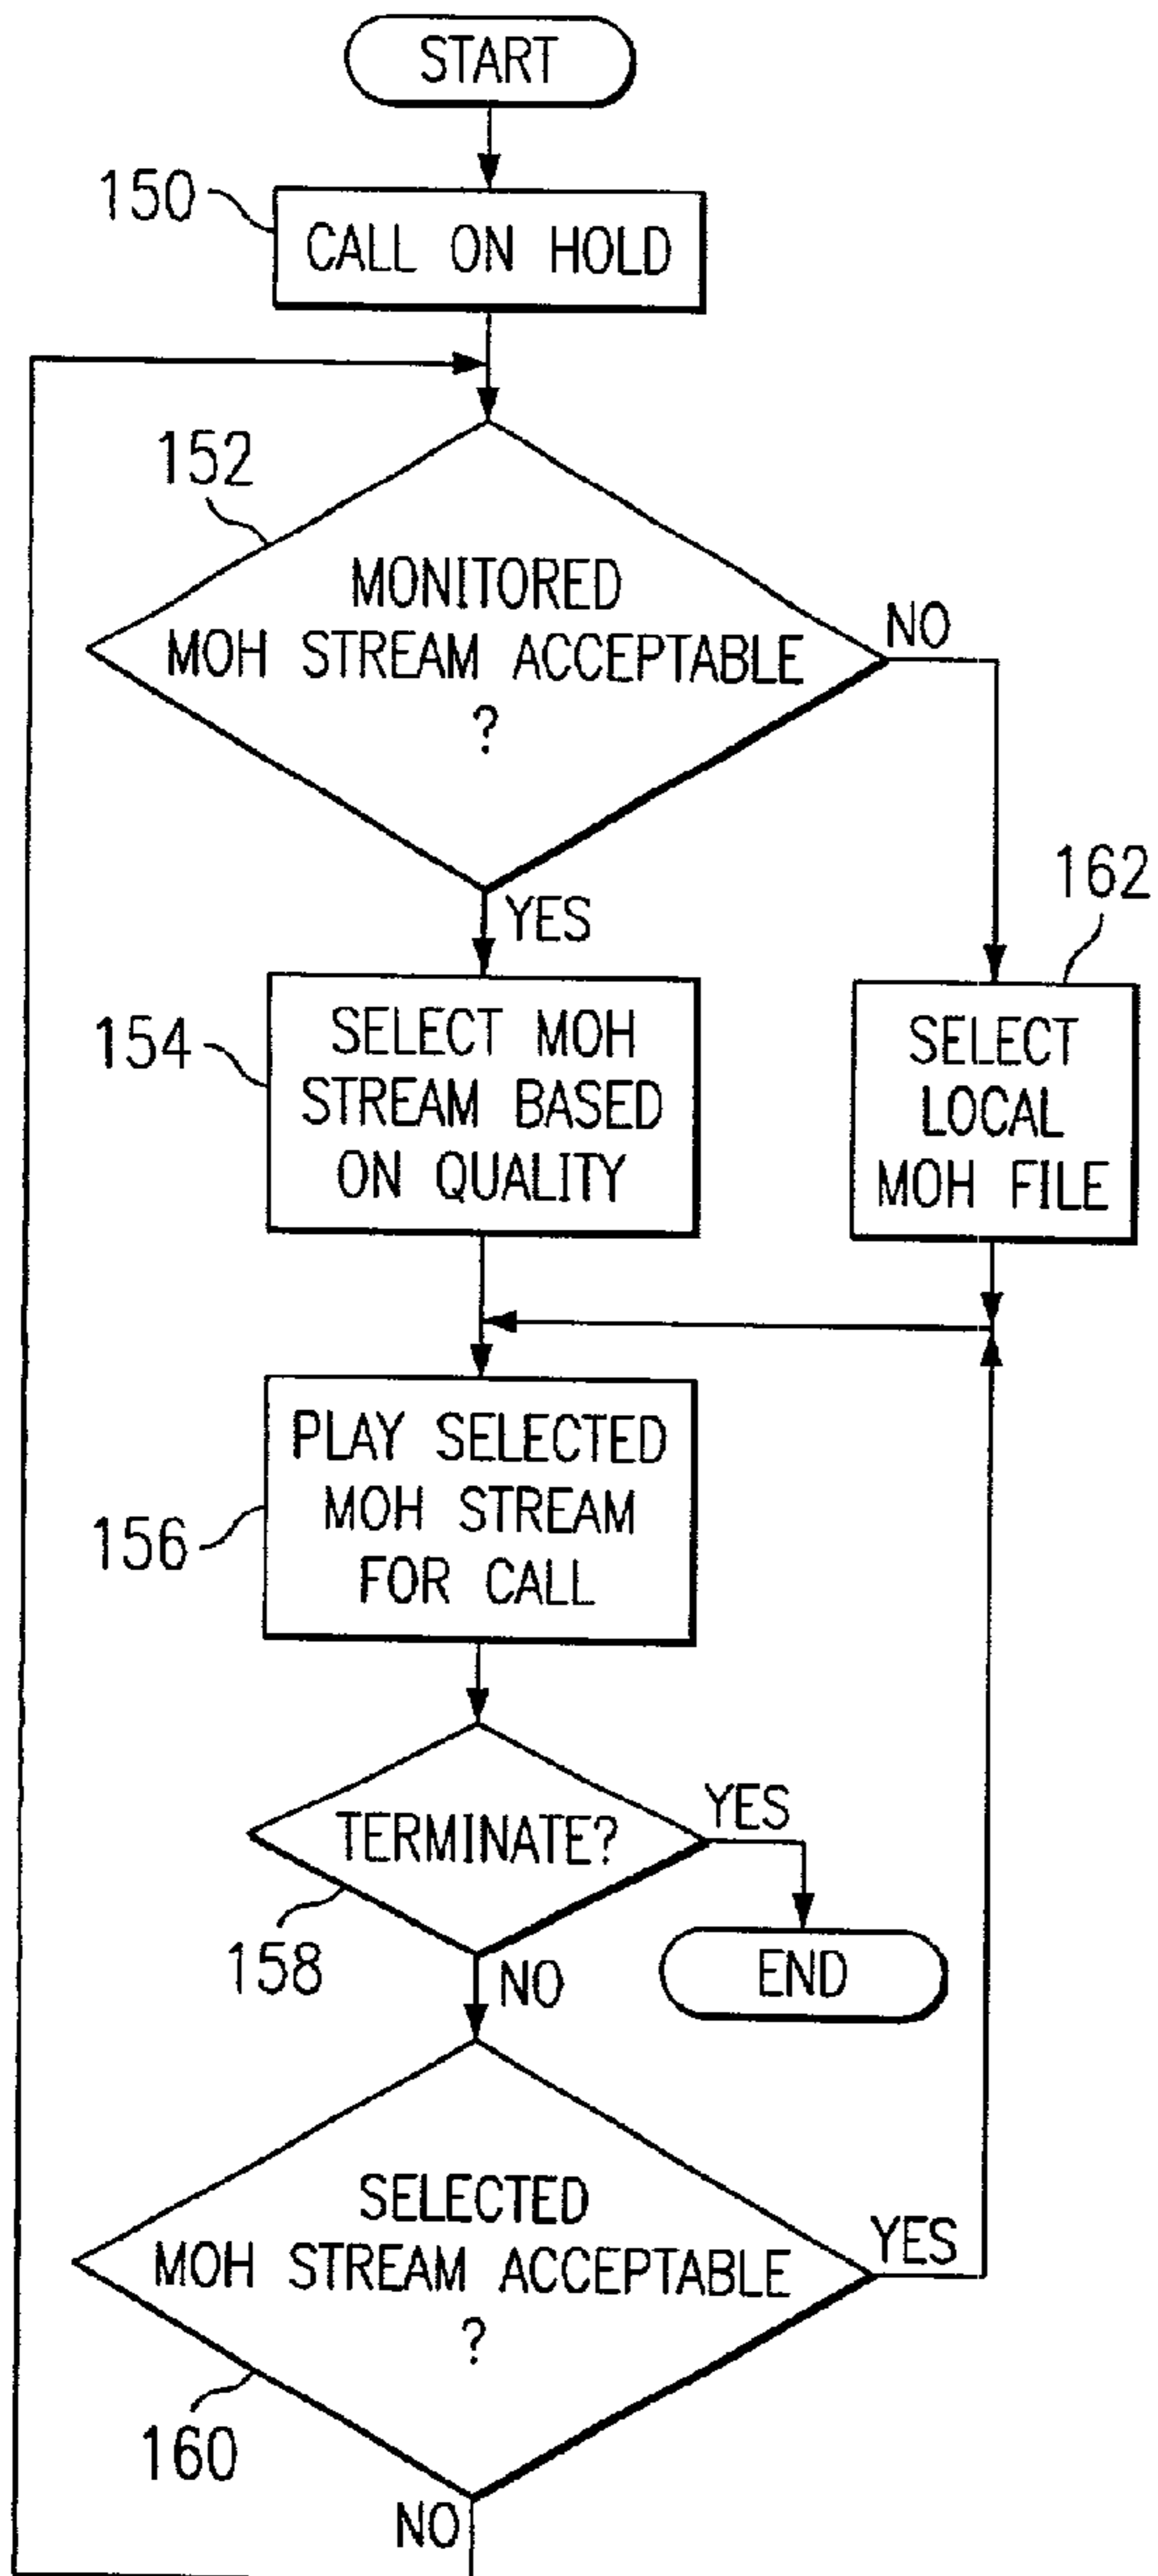 START
150
CALL ON HOLD
152
MONITORED
MOH STREAM ACCEPTABLE
?
NO
YES
162
154
SELECT MOH
STREAM BASED
ON QUALITY
SELECT
LOCAL
MOH FILE
PLAY SELECTED
MOH STREAM
FOR CALL
156
TERMINATE?
YES
158
NO
END
SELECTED
MOH STREAM ACCEPTABLE
?
YES
160
NO